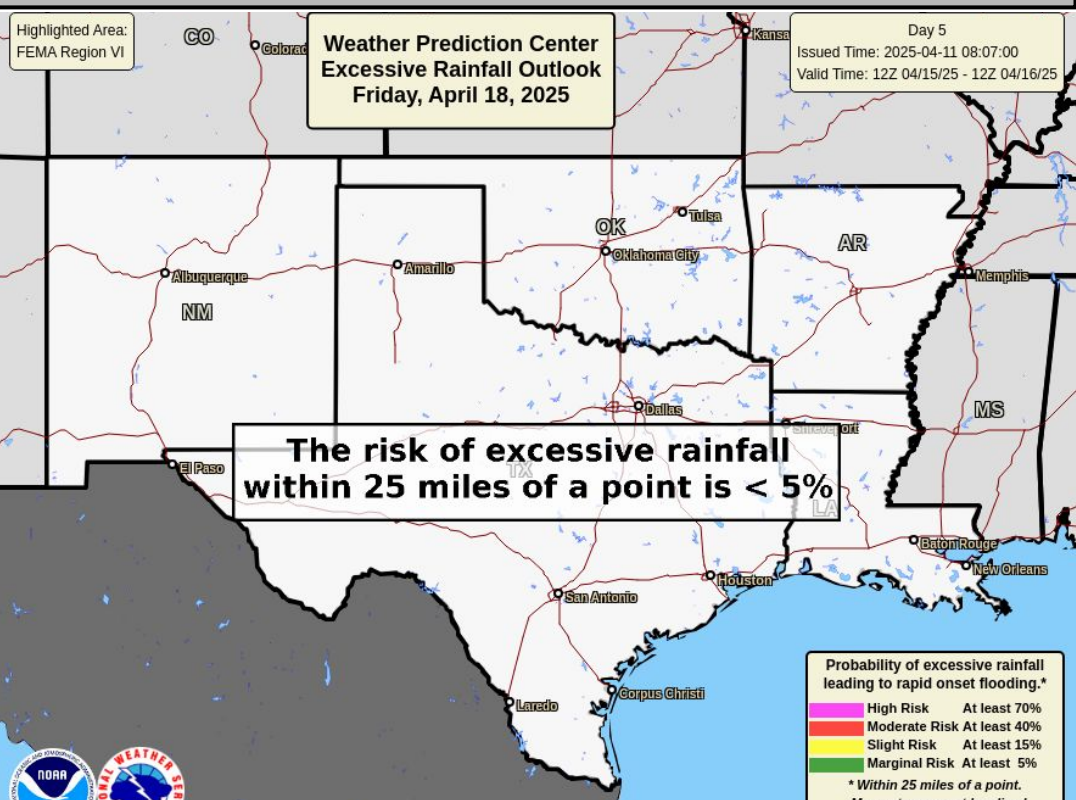 Highlighted Area:
FEMA Region VI
Weather Prediction Center
Excessive Rainfall Outlook
Friday, April 18, 2025
Day 5
Issued Time: 2025-04-11 08:07:00
Valid Time: 12Z 04/15/25 - 12Z 04/16/25
CO
Colorad
Kansa
Tulsa
OK
Oklahoma City
AR
Albuquerque
Amarillo
Memphis
NM
Dallas
MS
Shreveport
The risk of excessive rainfall
within 25 miles of a point is < 5%
El Paso
TX
LA
Baton Rouge
New Orleans
Houston
San Antonio
Corpus Christi
Laredo
Probability of excessive rainfall
leading to rapid onset flooding.*
High Risk At least 70%
Moderate Risk At least 40%
Slight Risk At least 15%
Marginal Risk At least 5%
* Within 25 miles of a point.
NOAA
NAL WEATHER SE